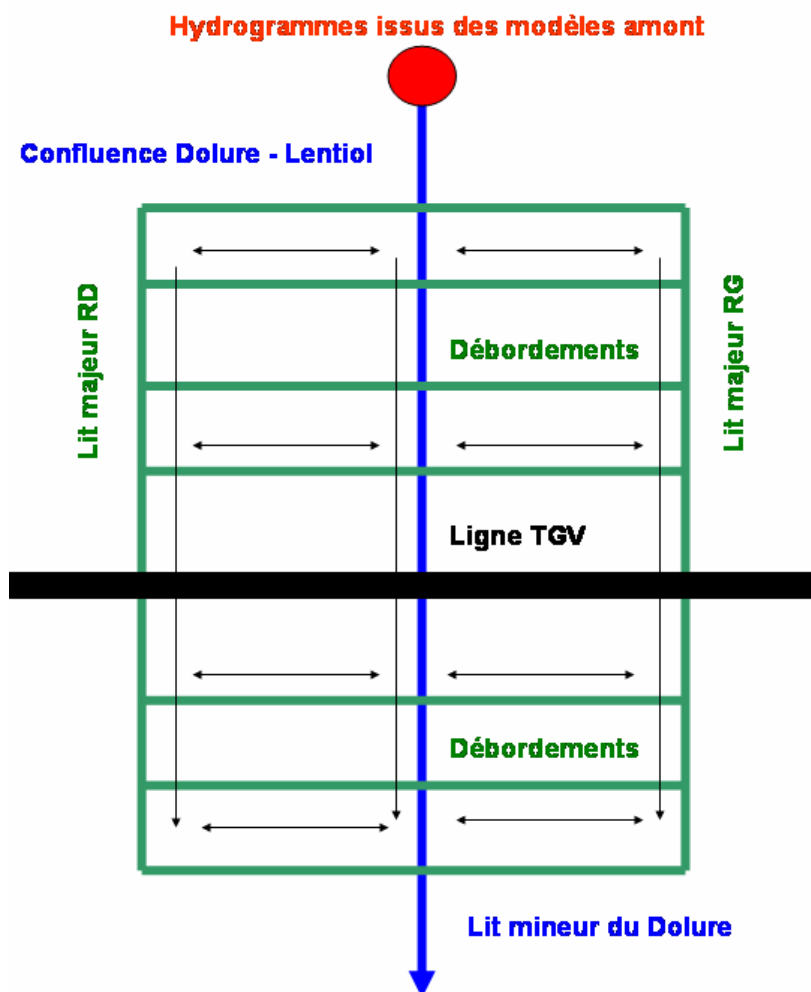 Hydrogrammes issus des modèles amont
Confluence Dolure - Lentiol
Lit majeur RD
Lit majeur RG
Débordements
Ligne TGV
Débordements
Lit mineur du Dolure